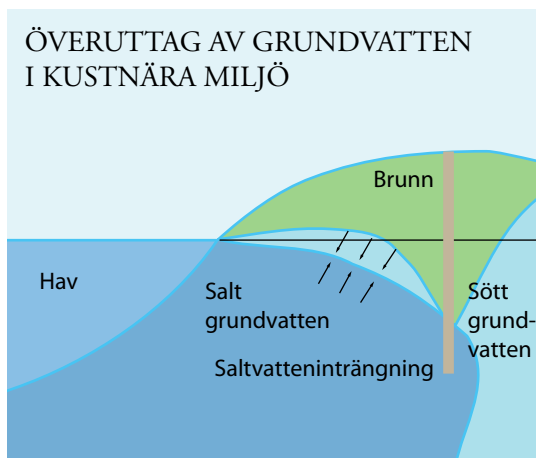 ÖVERUTTAG AV GRUNDVATTEN
I KUSTNÄRA MILJÖ
Brunn
Hav
Salt
grundvatten
Sött
grund-
vatten
Saltvatteninträngning